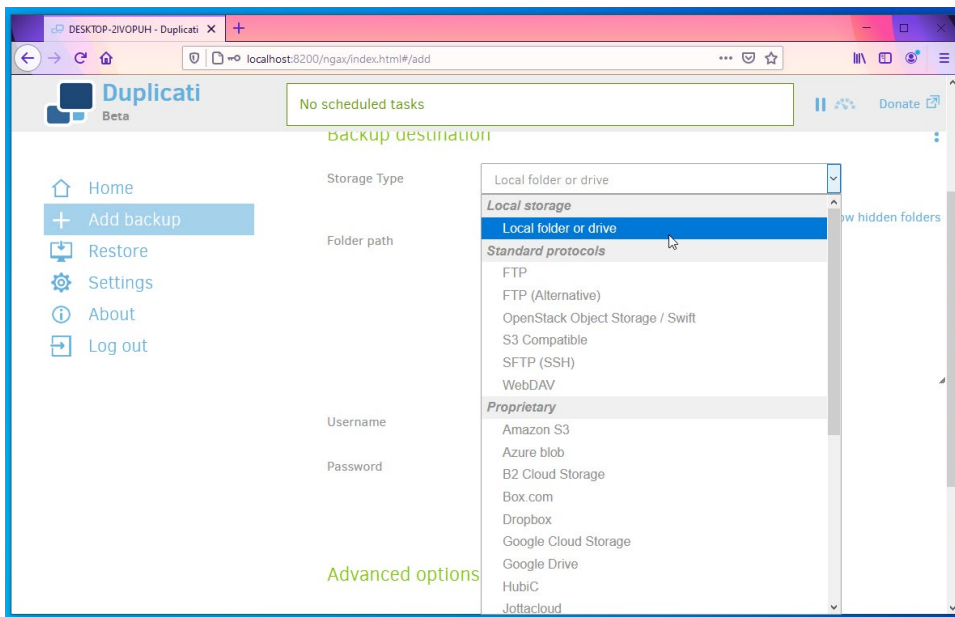 DESKTOP-2IVOPUH - Duplicati
localhost:8200/ngax/index.html#/add
Duplicati
Beta
No scheduled tasks
Donate
Backup destination
Home
Add backup
Restore
Settings
About
Log out
Storage Type
Local folder or drive
hidden folders
Folder path
Username
Password
Advanced options
Local storage
Local folder or drive
Standard protocols
FTP
FTP (Alternative)
OpenStack Object Storage / Swift
S3 Compatible
SFTP (SSH)
WebDAV
Proprietary
Amazon S3
Azure blob
B2 Cloud Storage
Box.com
Dropbox
Google Cloud Storage
Google Drive
HubiC
Jottacloud